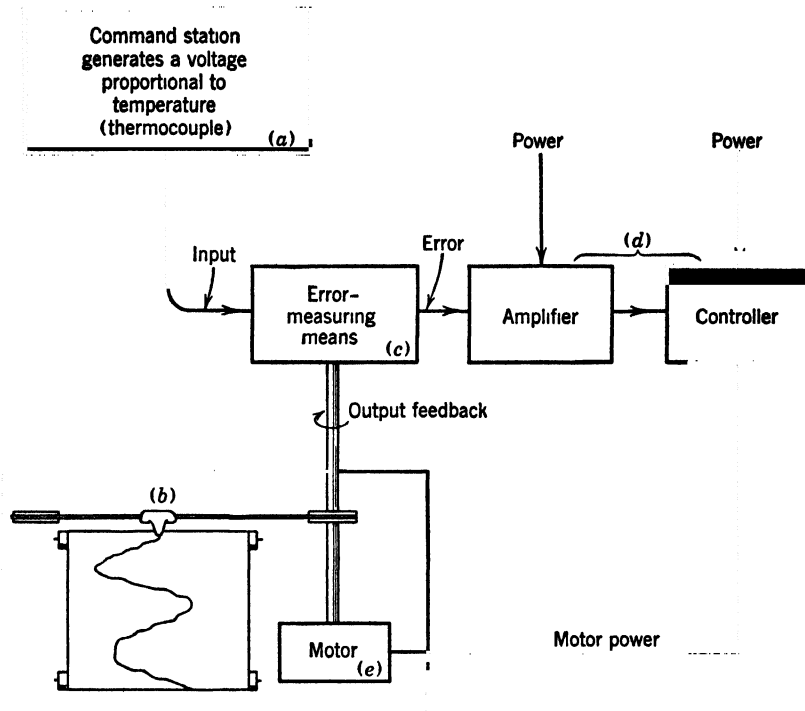 Command station
generates a voltage
proportional to
temperature
(thermocouple)
(a)
Power
Power
(d)
Input
Error
Error-
measuring
means
(c)
Amplifier
Controller
Output feedback
(b)
Motor
(e)
Motor power